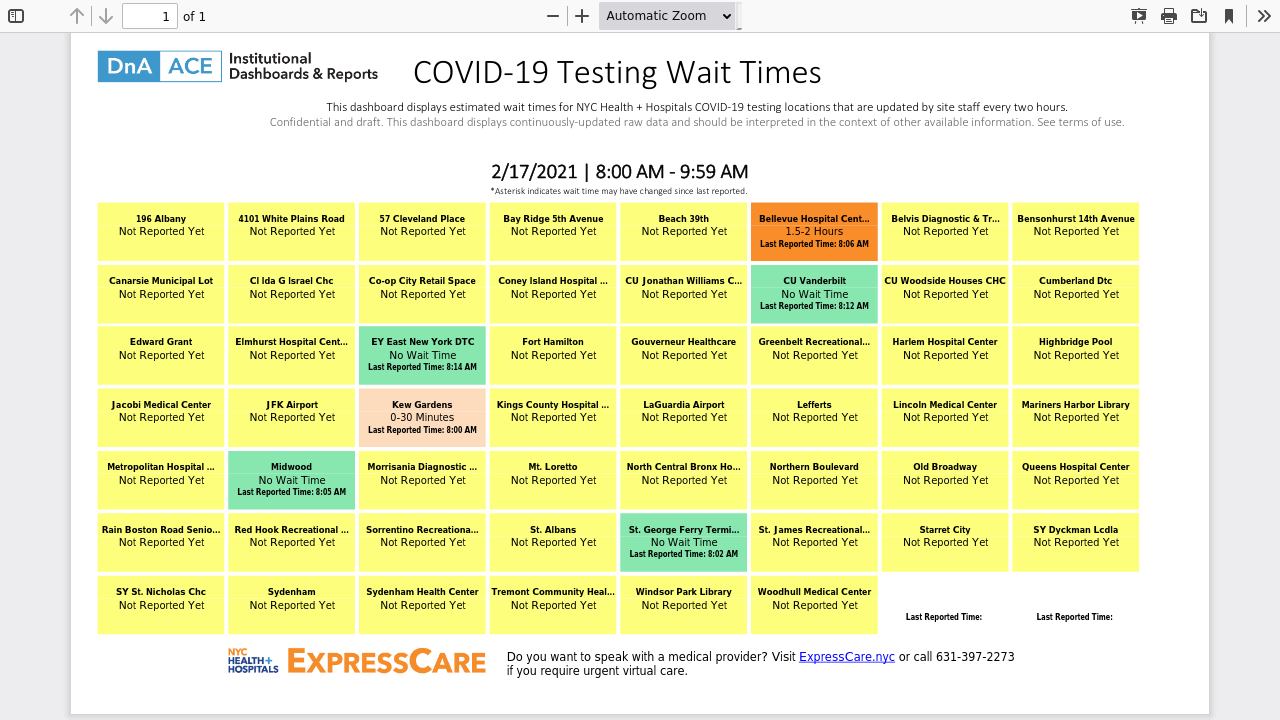 1 of 1 Automatic Zoom
DnA ACE Institutional
Dashboards & Reports
COVID-19 Testing Wait Times
This dashboard displays estimated wait times for NYC Health + Hospitals COVID-19 testing locations that are updated by site staff every two hours.
Confidential and draft. This dashboard displays continuously-updated raw data and should be interpreted in the context of other available information. See terms of use.
2/17/2021 | 8:00 AM - 9:59 AM
*Asterisk indicates wait time may have changed since last reported.
196 Albany 4101 White Plains Road 57 Cleveland Place Bay Ridge 5th Avenue Beach 39th Bellevue Hospital Cent... Belvis Diagnostic & Tr... Bensonhurst 14th Avenue
Not Reported Yet Not Reported Yet Not Reported Yet Not Reported Yet Not Reported Yet 1.5-2 Hours Not Reported Yet Not Reported Yet
Last Reported Time: 8:06 AM
Canarsie Municipal Lot CI Ida G Israel Chc Co-op City Retail Space Coney Island Hospital ... CU Jonathan Williams C... CU Vanderbilt CU Woodside Houses CHC Cumberland Dtc
Not Reported Yet Not Reported Yet Not Reported Yet Not Reported Yet Not Reported Yet No Wait Time Not Reported Yet Not Reported Yet
Last Reported Time: 8:12 AM
Edward Grant Elmhurst Hospital Cent... EY East New York DTC Fort Hamilton Gouverneur Healthcare Greenbelt Recreational... Harlem Hospital Center Highbridge Pool
Not Reported Yet Not Reported Yet No Wait Time Not Reported Yet Not Reported Yet Not Reported Yet Not Reported Yet Not Reported Yet
Last Reported Time: 8:14 AM
Jacobi Medical Center JFK Airport Kew Gardens Kings County Hospital ... LaGuardia Airport Lefferts Lincoln Medical Center Mariners Harbor Library
Not Reported Yet Not Reported Yet 0-30 Minutes Not Reported Yet Not Reported Yet Not Reported Yet Not Reported Yet Not Reported Yet
Last Reported Time: 8:00 AM
Metropolitan Hospital ... Midwood Morrisania Diagnostic ... Mt. Loretto North Central Bronx Ho... Northern Boulevard Old Broadway Queens Hospital Center
Not Reported Yet No Wait Time Not Reported Yet Not Reported Yet Not Reported Yet Not Reported Yet Not Reported Yet Not Reported Yet
Last Reported Time: 8:05 AM
Rain Boston Road Senio... Red Hook Recreational ... Sorrentino Recreationa... St. Albans St. George Ferry Termi... St. James Recreational... Starret City SY Dyckman Lcdla
Not Reported Yet Not Reported Yet Not Reported Yet Not Reported Yet No Wait Time Not Reported Yet Not Reported Yet Not Reported Yet
Last Reported Time: 8:02 AM
SY St. Nicholas Chc Sydenham Sydenham Health Center Tremont Community Heal... Windsor Park Library Woodhull Medical Center
Not Reported Yet Not Reported Yet Not Reported Yet Not Reported Yet Not Reported Yet Not Reported Yet
Last Reported Time: Last Reported Time:
NYC
HEALTH+
HOSPITALS
EXPRESSCARE
Do you want to speak with a medical provider? Visit ExpressCare.nyc or call 631-397-2273
if you require urgent virtual care.